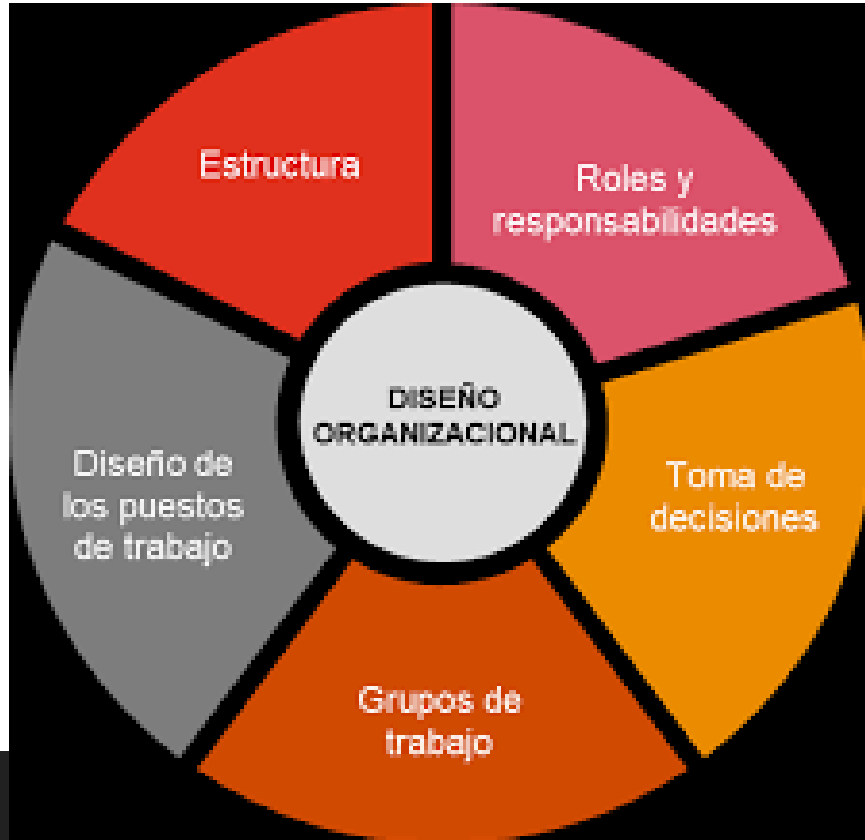 Estructura
Roles y
responsabilidades
DISEÑO
ORGANIZACIONAL
Diseño de
los puestos
de trabajo
Toma de
decisiones
Grupos de
trabajo